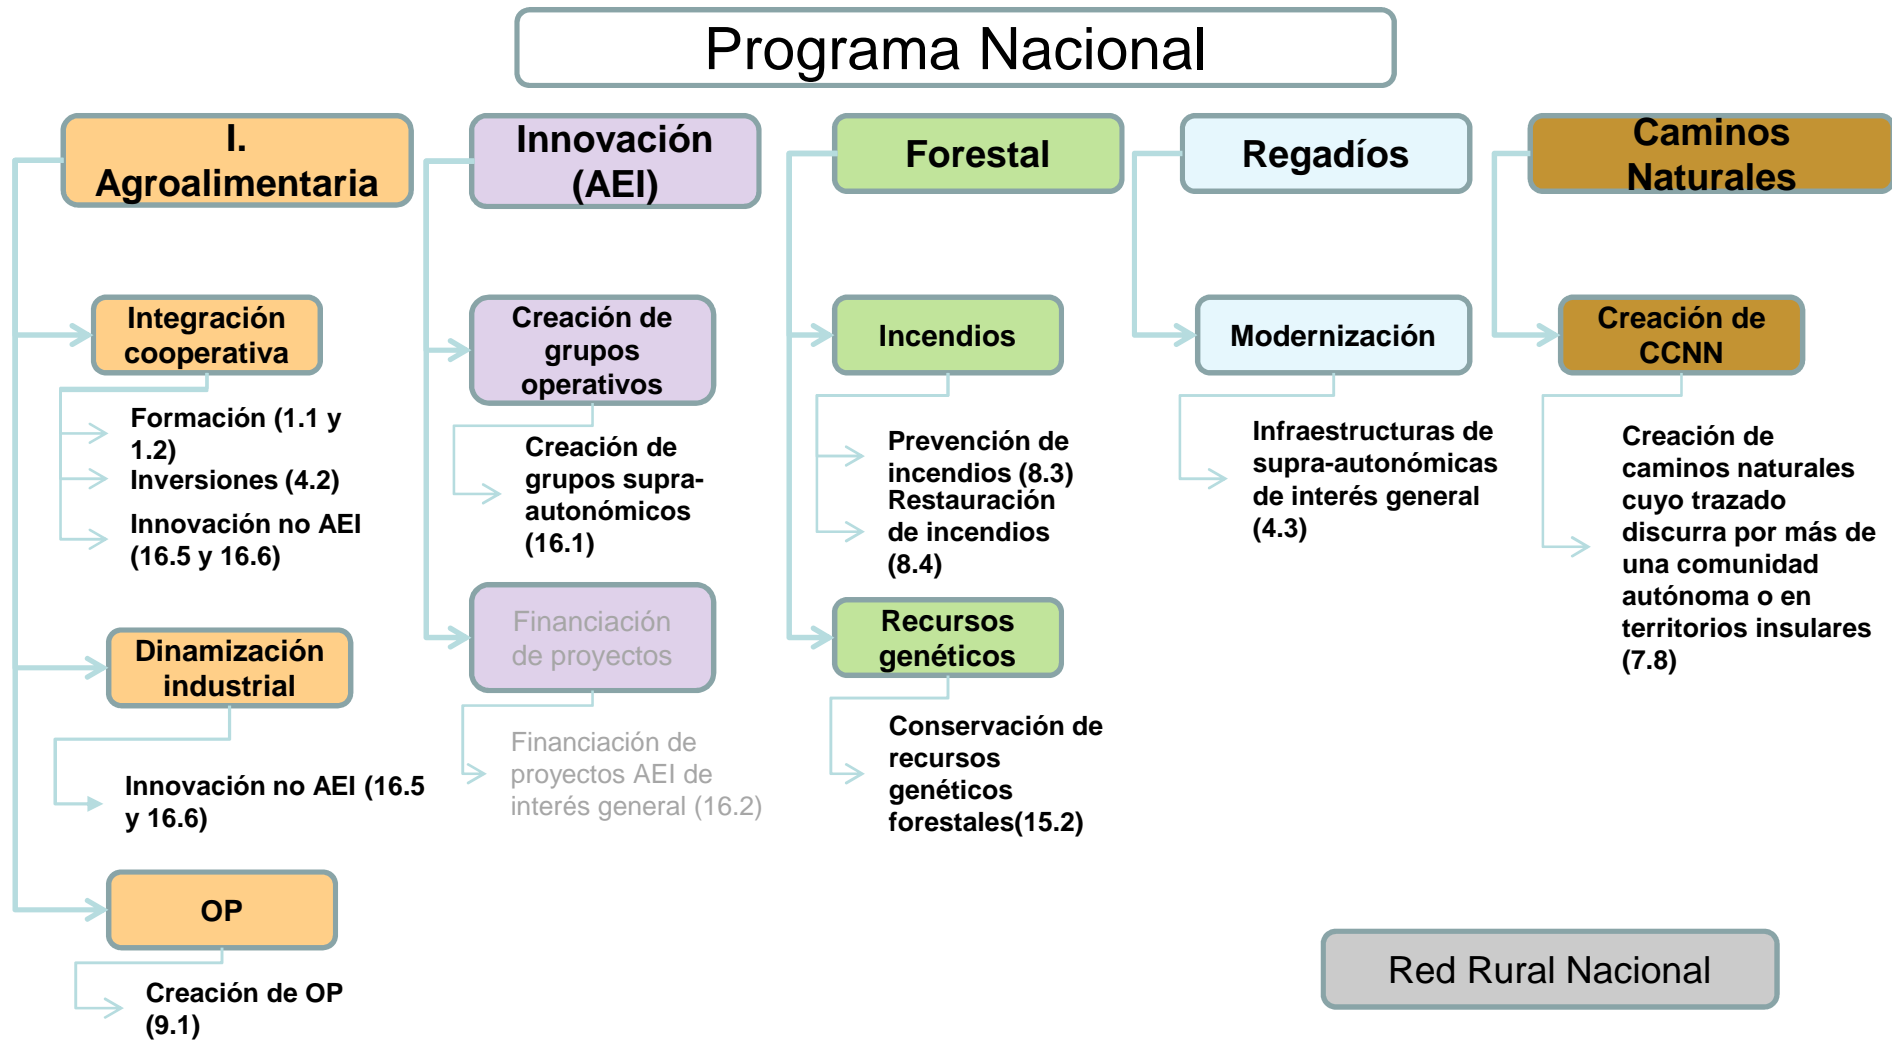 Programa Nacional
I.
Agroalimentaria
Integración
cooperativa
Formación (1.1 y
1.2)
Inversiones (4.2)
Innovación no AEI
(16.5 y 16.6)
Dinamización
industrial
Innovación no AEI (16.5
y 16.6)
OP
Creación de OP
(9.1)
Innovación
(AEI)
Creación de
grupos
operativos
Creación de
grupos supra-
autonómicos
(16.1)
Financiación
de proyectos
Financiación de
proyectos AEI de
interés general (16.2)
Forestal
Incendios
Prevención de
incendios (8.3)
Restauración
de incendios
(8.4)
Recursos
genéticos
Conservación de
recursos
genéticos
forestales(15.2)
Regadíos
Modernización
Infraestructuras de
supra-autonómicas
de interés general
(4.3)
Caminos
Naturales
Creación de
CCNN
Creación de
caminos naturales
cuyo trazado
discurra por más de
una comunidad
autónoma o en
territorios insulares
(7.8)
Red Rural Nacional